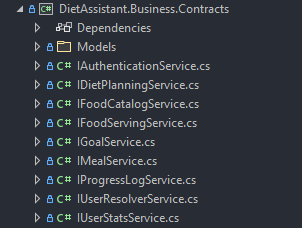 C# DietAssistant.Business.Contracts
Dependencies
Models
C# IAuthenticationService.cs
C# IDietPlanningService.cs
C# IFoodCatalogService.cs
C# IFoodServingService.cs
C# IGoalService.cs
C# IMealService.cs
C# IProgressLogService.cs
C# IUserResolverService.cs
C# IUserStatsService.cs